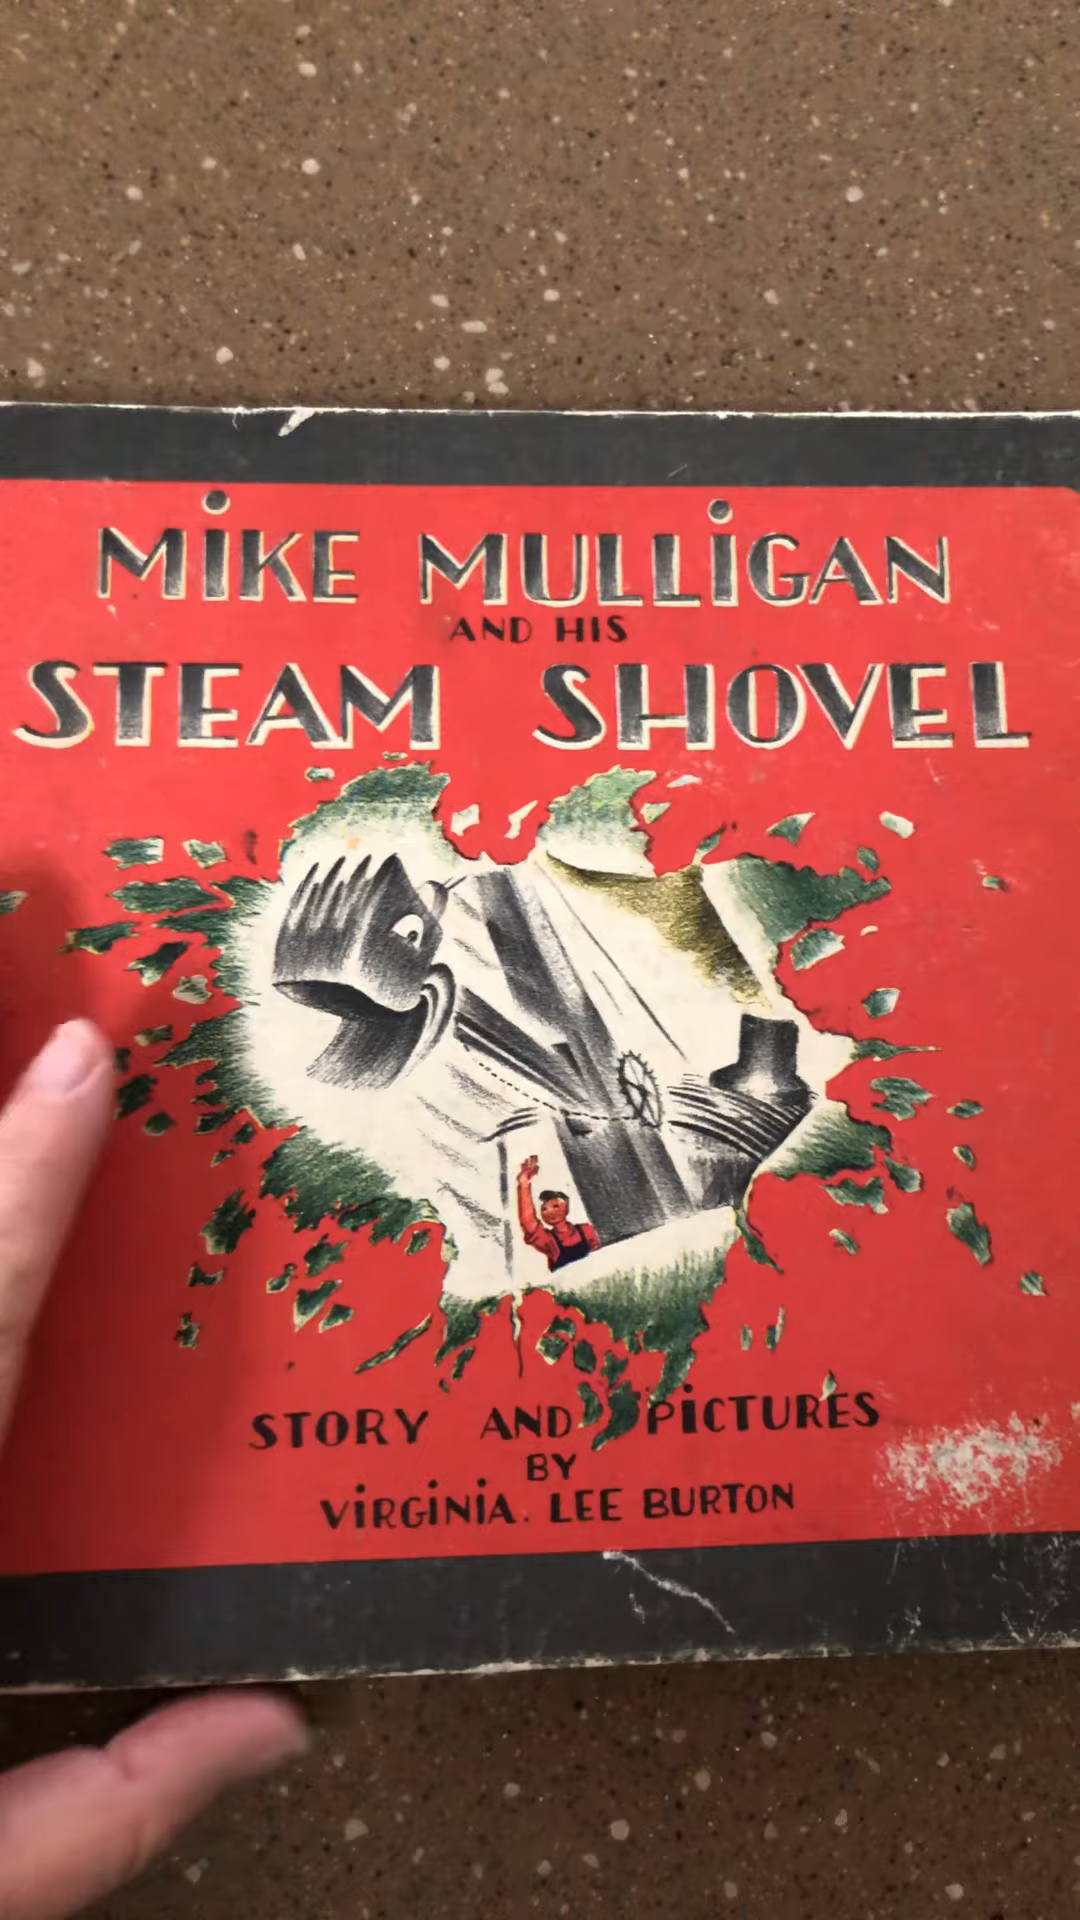 MiKE MULLiGAN
AND HIS
STEAM SHOVEL
STORY AND PiCTURES
BY
ViRGiNiA. LEE BURTON